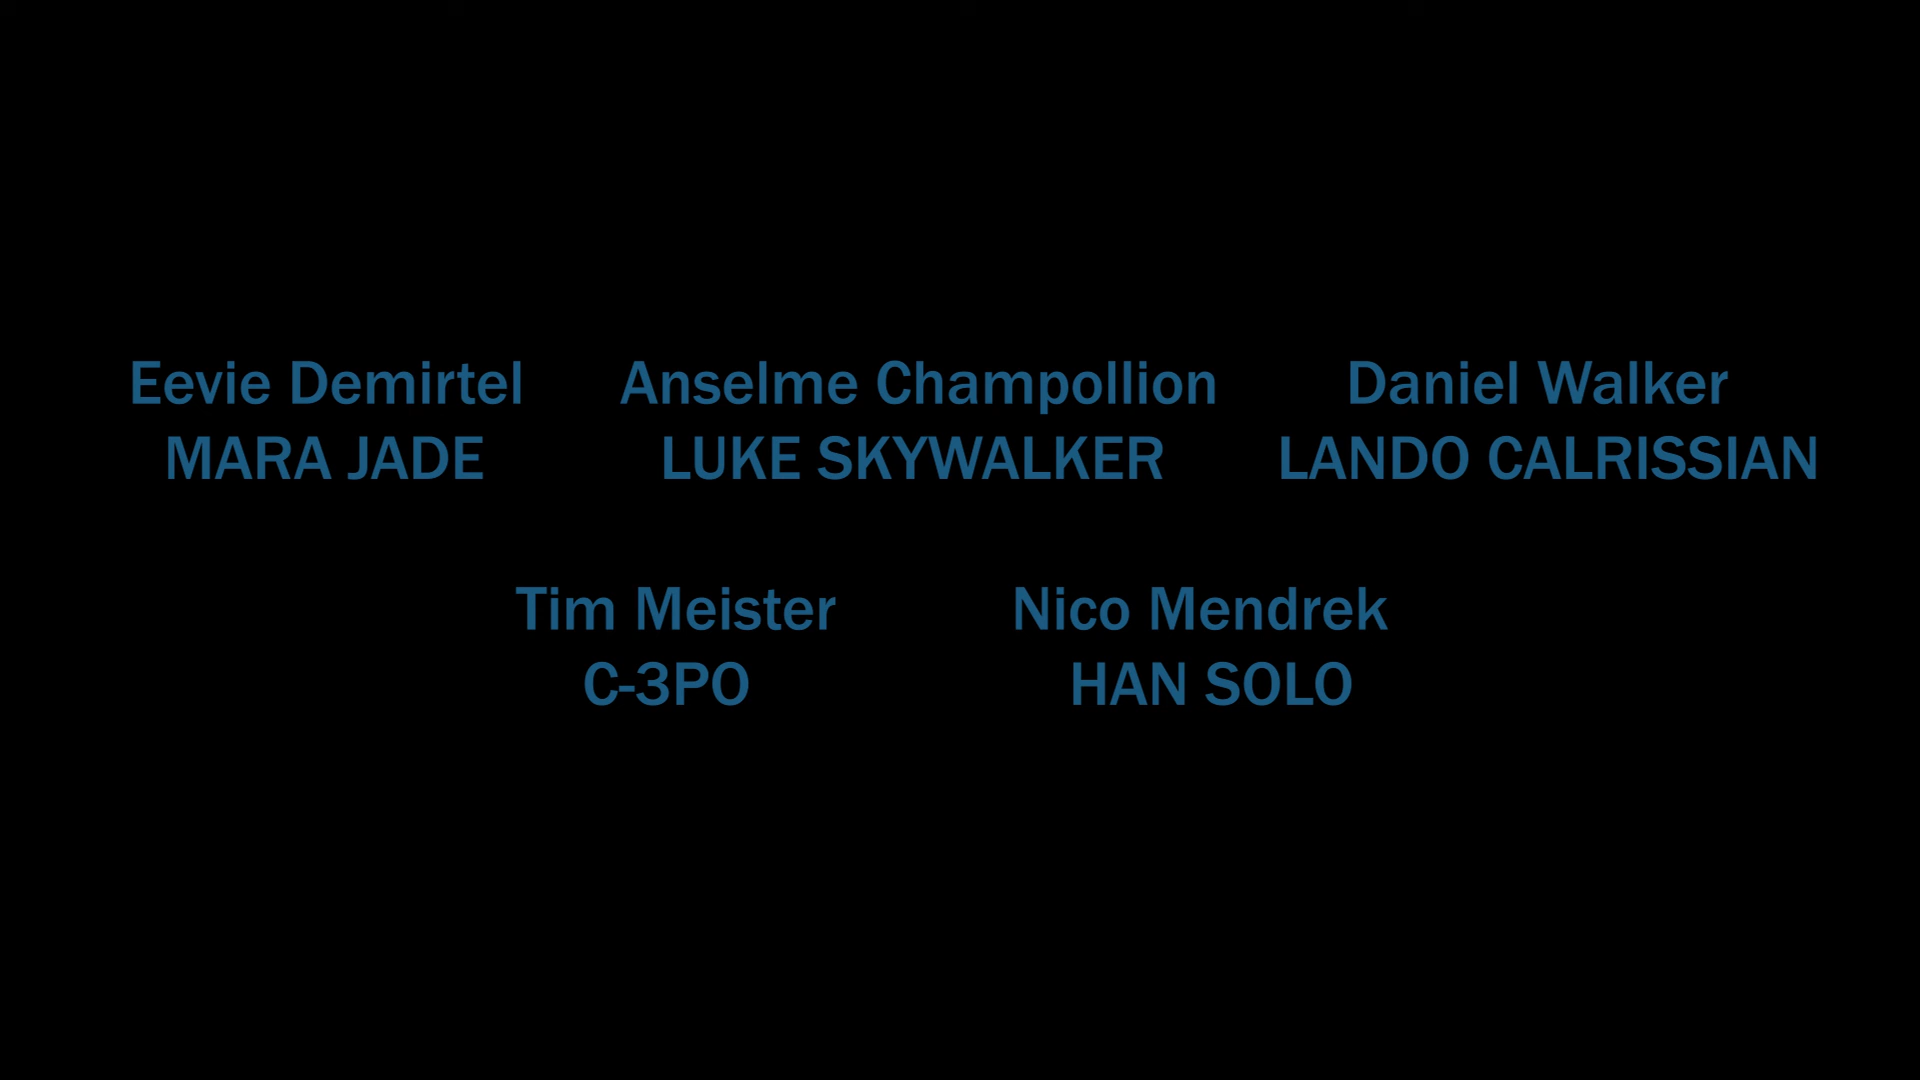 Eevie Demirtel Anselme Champollion Daniel Walker
MARA JADE LUKE SKYWALKER LANDO CALRISSIAN
Tim Meister Nico Mendrek
C-3PO HAN SOLO